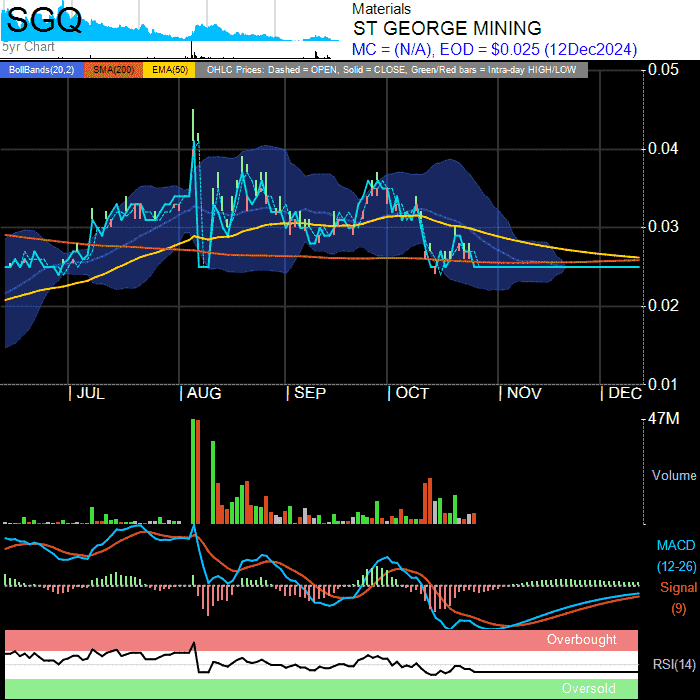 SGQ
5yr Chart
Materials
ST GEORGE MINING
MC = (N/A), EOD = $0.025 (12Dec2024)
BollBands(20,2) SMA(200) EMA(50) OHLC Prices: Dashed = OPEN, Solid = CLOSE, Green/Red bars = Intra-day HIGH/LOW
0.05
0.04
0.03
0.02
0.01
JUL AUG SEP OCT NOV DEC
47M
Volume
MACD
(12-26)
Signal
(9)
Overbought
RSI(14)
Oversold